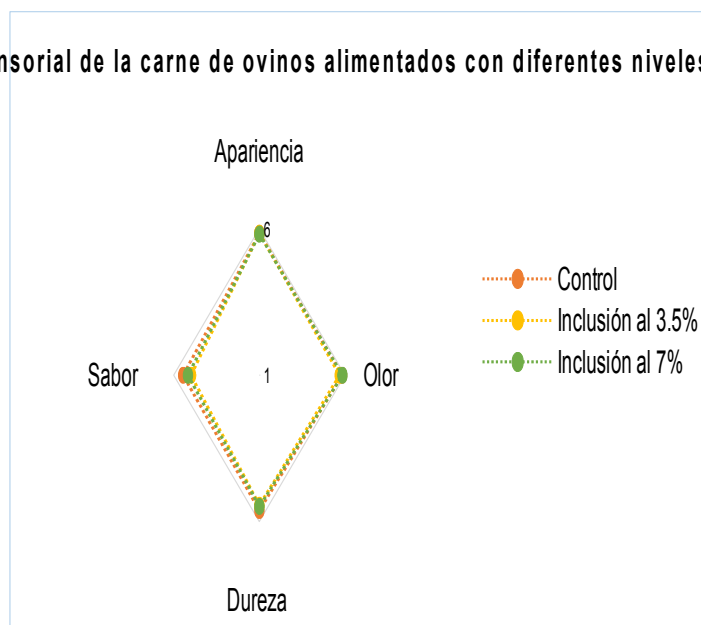 nsorial de la carne de ovinos alimentados con diferentes niveles
Apariencia
6
Control
Inclusión al 3.5%
Sabor
1
Olor
Inclusión al 7%
Dureza